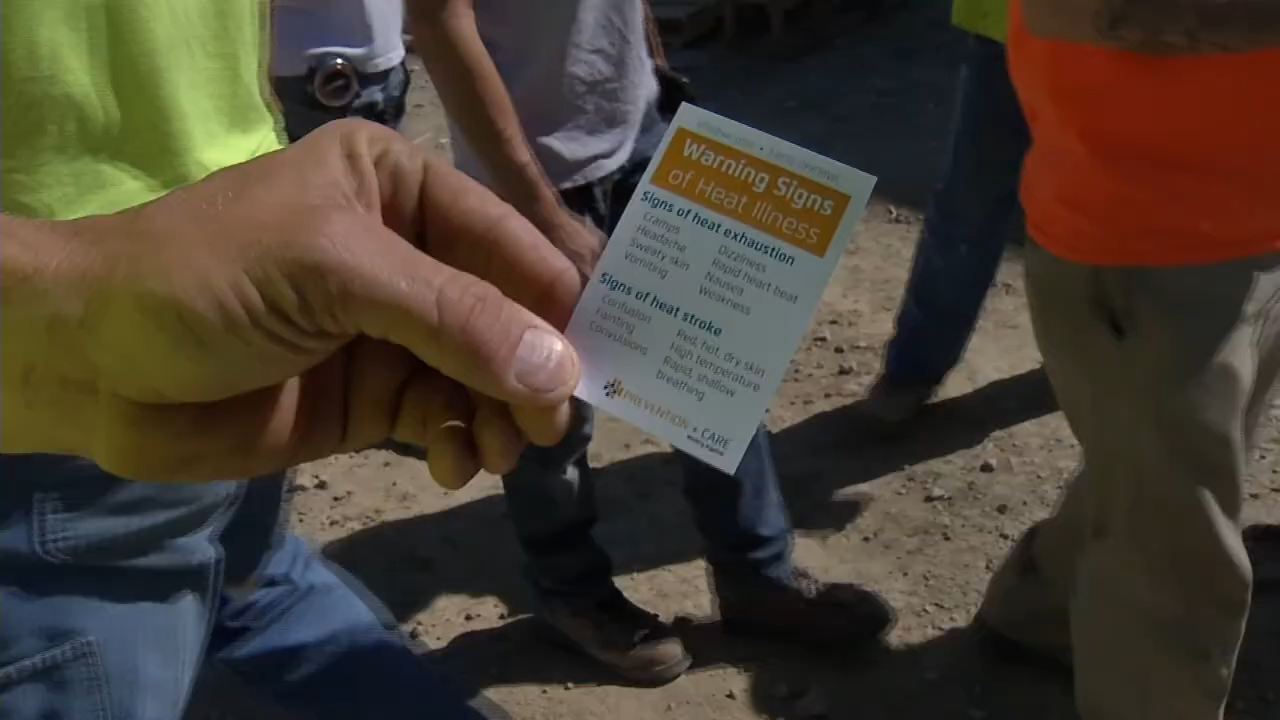 Warning Signs
of Heat Illness
Signs of heat exhaustion
Cramps
Headache
Sweaty skin
Vomiting
Dizziness
Rapid heart beat
Nausea
Weakness
Signs of heat stroke
Confusion
Fainting
Convulsions
Red, hot, dry skin
High temperature
Rapid, shallow
breathing
PREVENTION + CARE